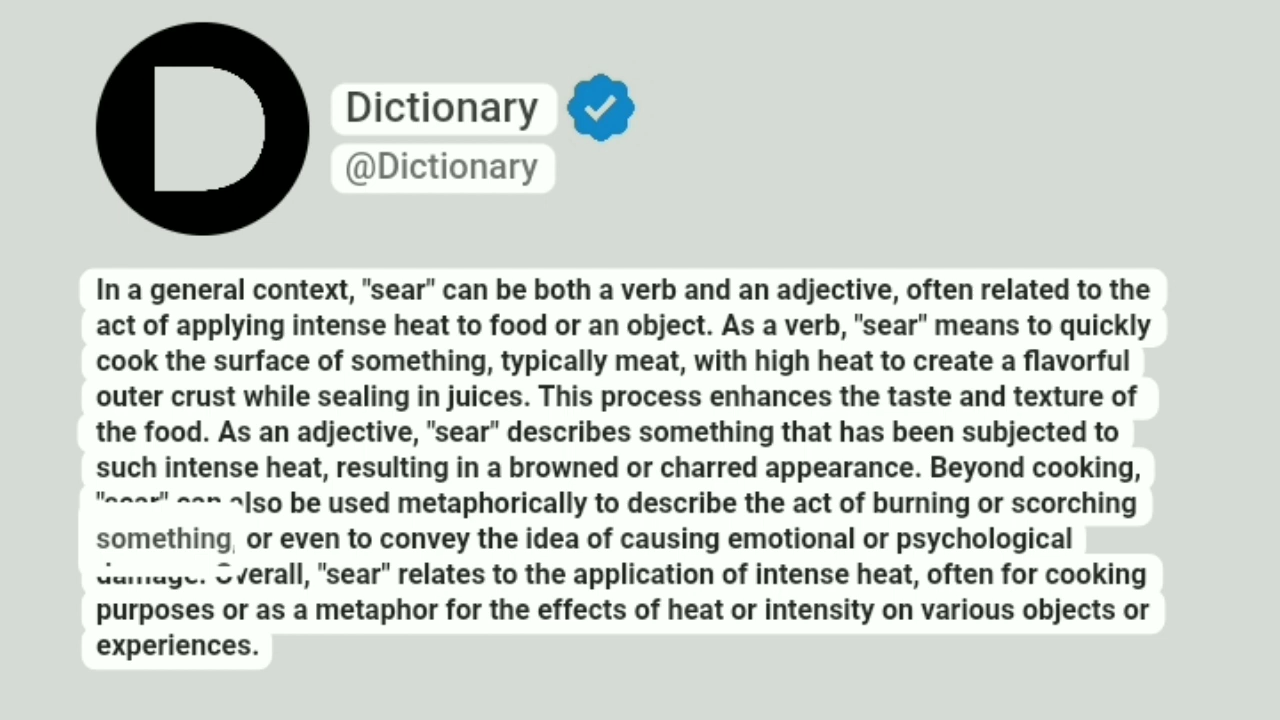 D
Dictionary
@Dictionary
In a general context, "sear" can be both a verb and an adjective, often related to the
act of applying intense heat to food or an object. As a verb, "sear" means to quickly
cook the surface of something, typically meat, with high heat to create a flavorful
outer crust while sealing in juices. This process enhances the taste and texture of
the food. As an adjective, "sear" describes something that has been subjected to
such intense heat, resulting in a browned or charred appearance. Beyond cooking,
"sear" can also be used metaphorically to describe the act of burning or scorching
something, or even to convey the idea of causing emotional or psychological
damage. Overall, "sear" relates to the application of intense heat, often for cooking
purposes or as a metaphor for the effects of heat or intensity on various objects or
experiences.